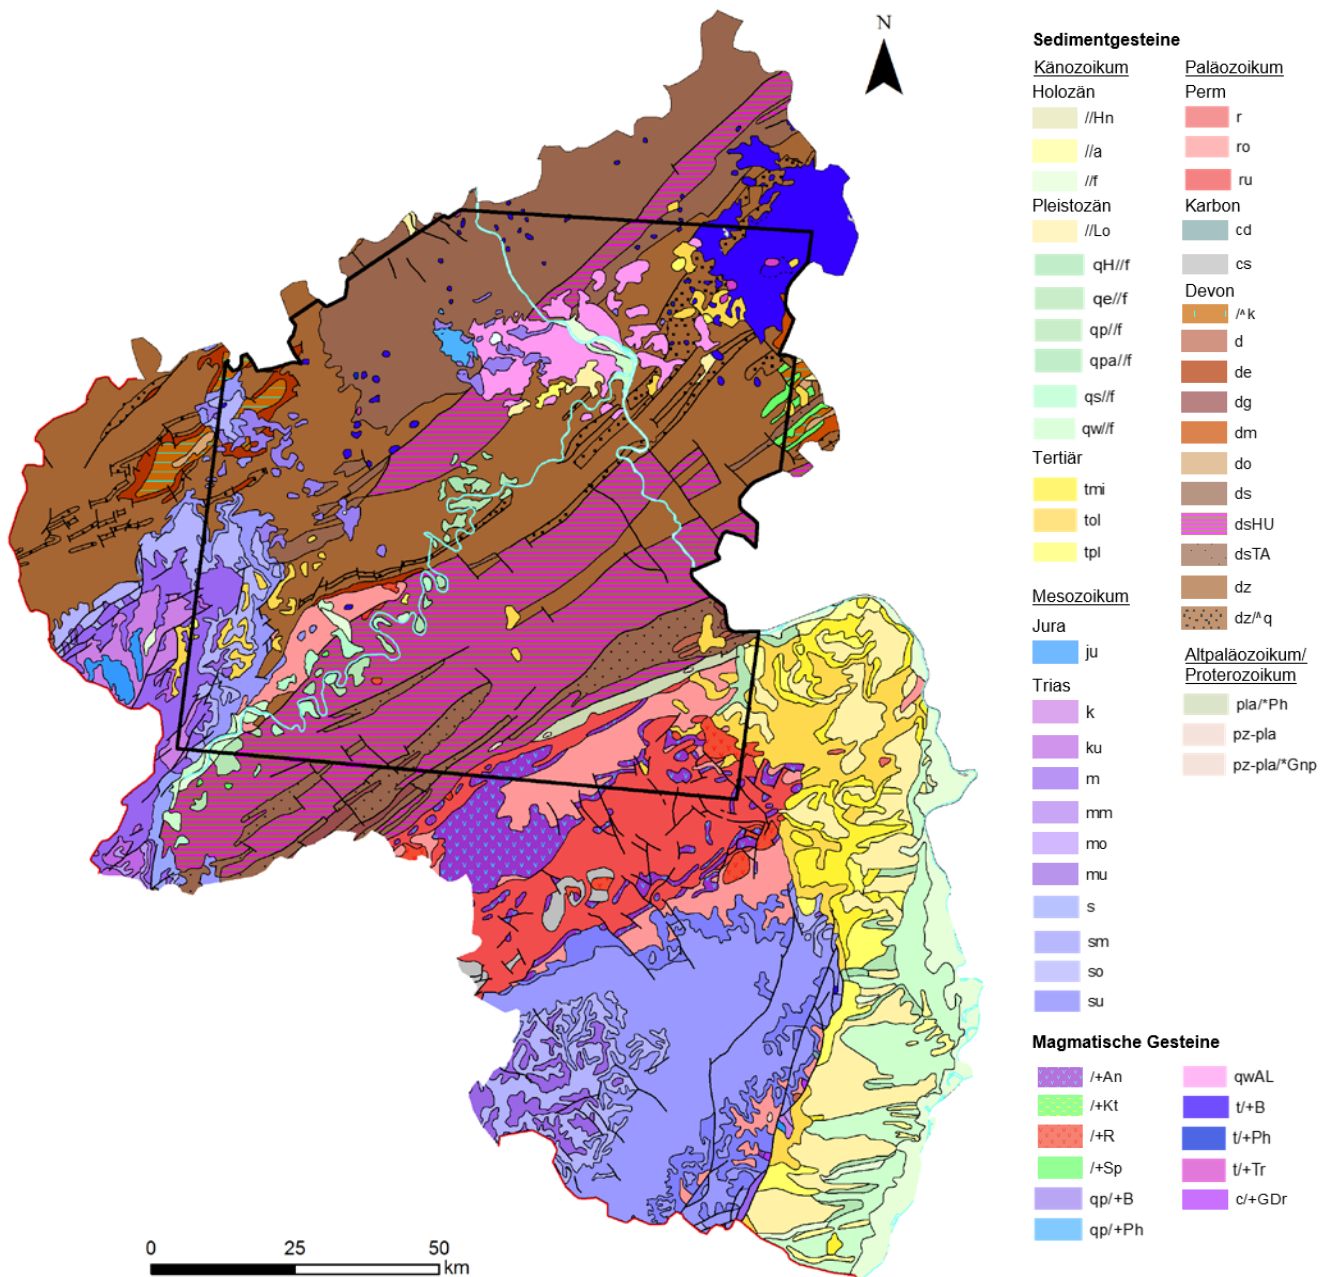 N
Sedimentgesteine
Känozoikum
Holozän
//Hn
//a
//f
Pleistozän
//Lo
qH//f
qe//f
qp//f
qpa//f
qs//f
qw//f
Tertiär
tmi
tol
tpl
Mesozoikum
Jura
ju
Trias
k
ku
m
mm
mo
mu
s
sm
so
su
Paläozoikum
Perm
r
ro
ru
Karbon
cd
cs
Devon
/^k
d
de
dg
dm
do
ds
dsHU
dsTA
dz
dz/^q
Altpaläozoikum/
Proterozoikum
pla/*Ph
pz-pla
pz-pla/*Gnp
Magmatische Gesteine
/+An
/+Kt
/+R
/+Sp
qp/+B
qp/+Ph
qwAL
t/+B
t/+Ph
t/+Tr
c/+GDr
0 25 50
km